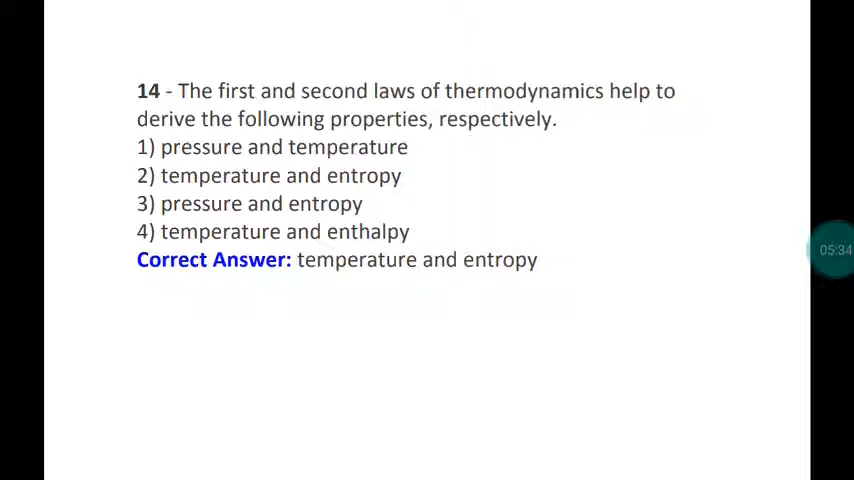 14 - The first and second laws of thermodynamics help to
derive the following properties, respectively.
1) pressure and temperature
2) temperature and entropy
3) pressure and entropy
4) temperature and enthalpy
Correct Answer: temperature and entropy
05:34